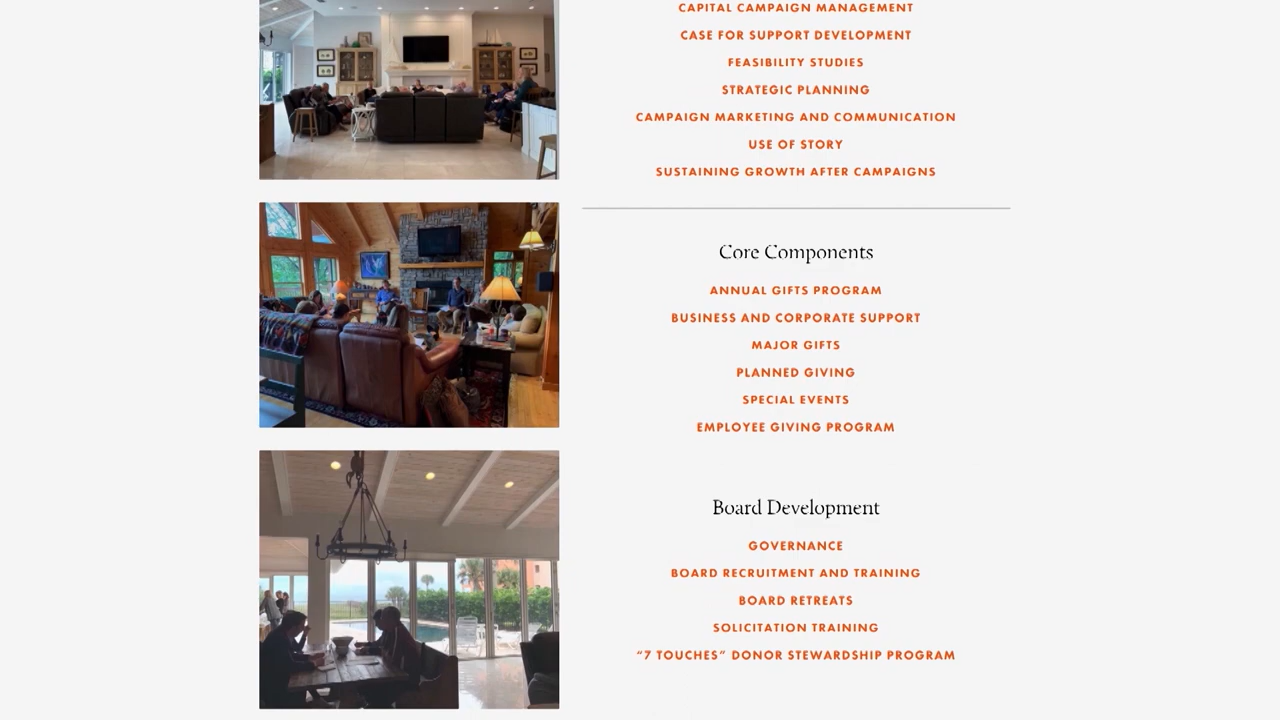 CAPITAL CAMPAIGN MANAGEMENT
CASE FOR SUPPORT DEVELOPMENT
FEASIBILITY STUDIES
STRATEGIC PLANNING
CAMPAIGN MARKETING AND COMMUNICATION
USE OF STORY
SUSTAINING GROWTH AFTER CAMPAIGNS
Core Components
ANNUAL GIFTS PROGRAM
BUSINESS AND CORPORATE SUPPORT
MAJOR GIFTS
PLANNED GIVING
SPECIAL EVENTS
EMPLOYEE GIVING PROGRAM
Board Development
GOVERNANCE
BOARD RECRUITMENT AND TRAINING
BOARD RETREATS
SOLICITATION TRAINING
“7 TOUCHES” DONOR STEWARDSHIP PROGRAM